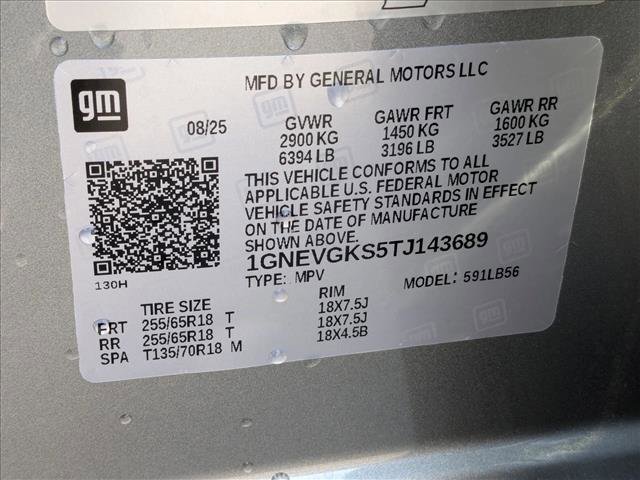 gm
MFD BY GENERAL MOTORS LLC
08/25
GVWR GAWR FRT GAWR RR
2900 KG 1450 KG 1600 KG
6394 LB 3196 LB 3527 LB
THIS VEHICLE CONFORMS TO ALL
APPLICABLE U.S. FEDERAL MOTOR
VEHICLE SAFETY STANDARDS IN EFFECT
ON THE DATE OF MANUFACTURE
SHOWN ABOVE.
1GNEVGKS5TJ143689
130H
TYPE: MPV MODEL: 591LB56
TIRE SIZE RIM
FRT 255/65R18 T 18X7.5J
RR 255/65R18 T 18X7.5J
SPA T135/70R18 M 18X4.5B